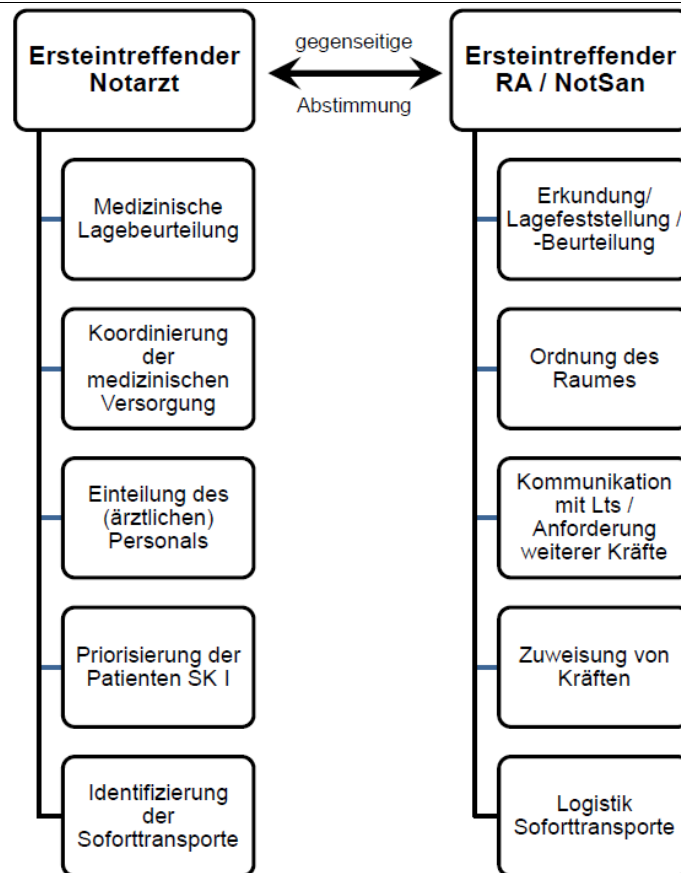 Ersteintreffender
Notarzt
gegenseitige
Abstimmung
Ersteintreffender
RA / NotSan
Medizinische
Lagebeurteilung
Koordinierung
der
medizinischen
Versorgung
Einteilung des
(ärztlichen)
Personals
Priorisierung der
Patienten SK I
Identifizierung
der
Soforttransporte
Erkundung/
Lagefeststellung /
-Beurteilung
Ordnung des
Raumes
Kommunikation
mit Lts /
Anforderung
weiterer Kräfte
Zuweisung von
Kräften
Logistik
Soforttransporte